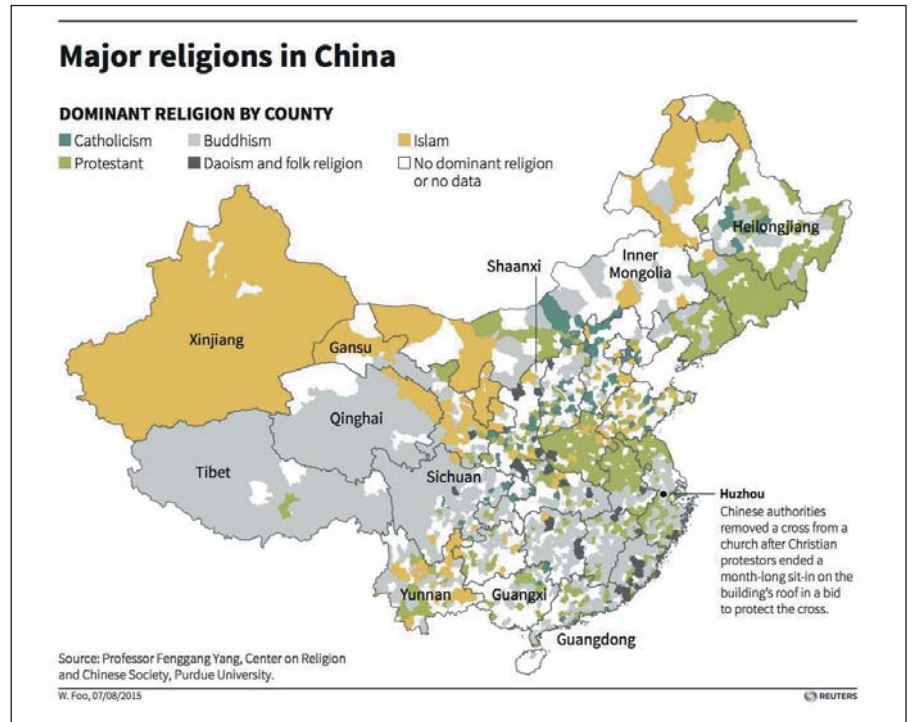 Major religions in China
DOMINANT RELIGION BY COUNTY
Catholicism
Buddhism
Islam
Protestant
Daoism and folk religion
No dominant religion
or no data
Heilongjiang
Inner
Mongolia
Shaanxi
Xinjiang
Gansu
Qinghai
Tibet
Sichuan
Huzhou
Chinese authorities
removed a cross from a
church after Christian
protestors ended a
month-long sit-in on the
building's roof in a bid
to protect the cross.
Yunnan
Guangxi
Guangdong
Source: Professor Fenggang Yang, Center on Religion
and Chinese Society, Purdue University.
W. Foo, 07/08/2015
REUTERS